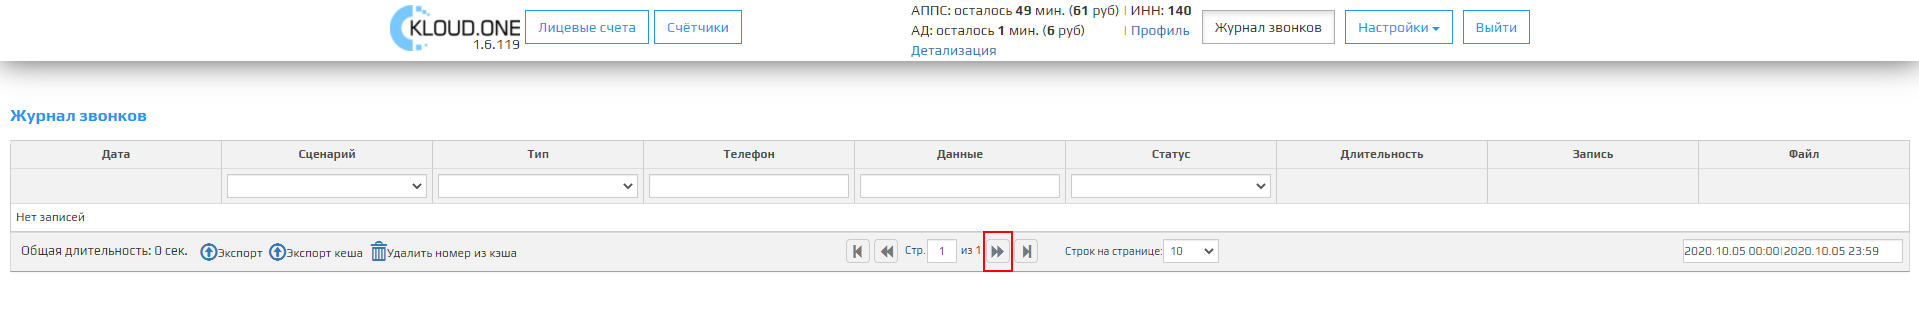 KLOUD.ONE
1.6.119
Лицевые счета
Счётчики
АППС: осталось 49 мин. (61 руб) | ИНН: 140
АД: осталось 1 мин. (6 руб) | Профиль
Детализация
Журнал звонков
Настройки
Выйти
Журнал звонков
Дата Сценарий Тип Телефон Данные Статус Длительность Запись Файл
Нет записей
Общая длительность: 0 сек. Экспорт Экспорт кеша Удалить номер из кэша Стр. 1 из 1 Строк на странице: 10 2020.10.05 00:00|2020.10.05 23:59